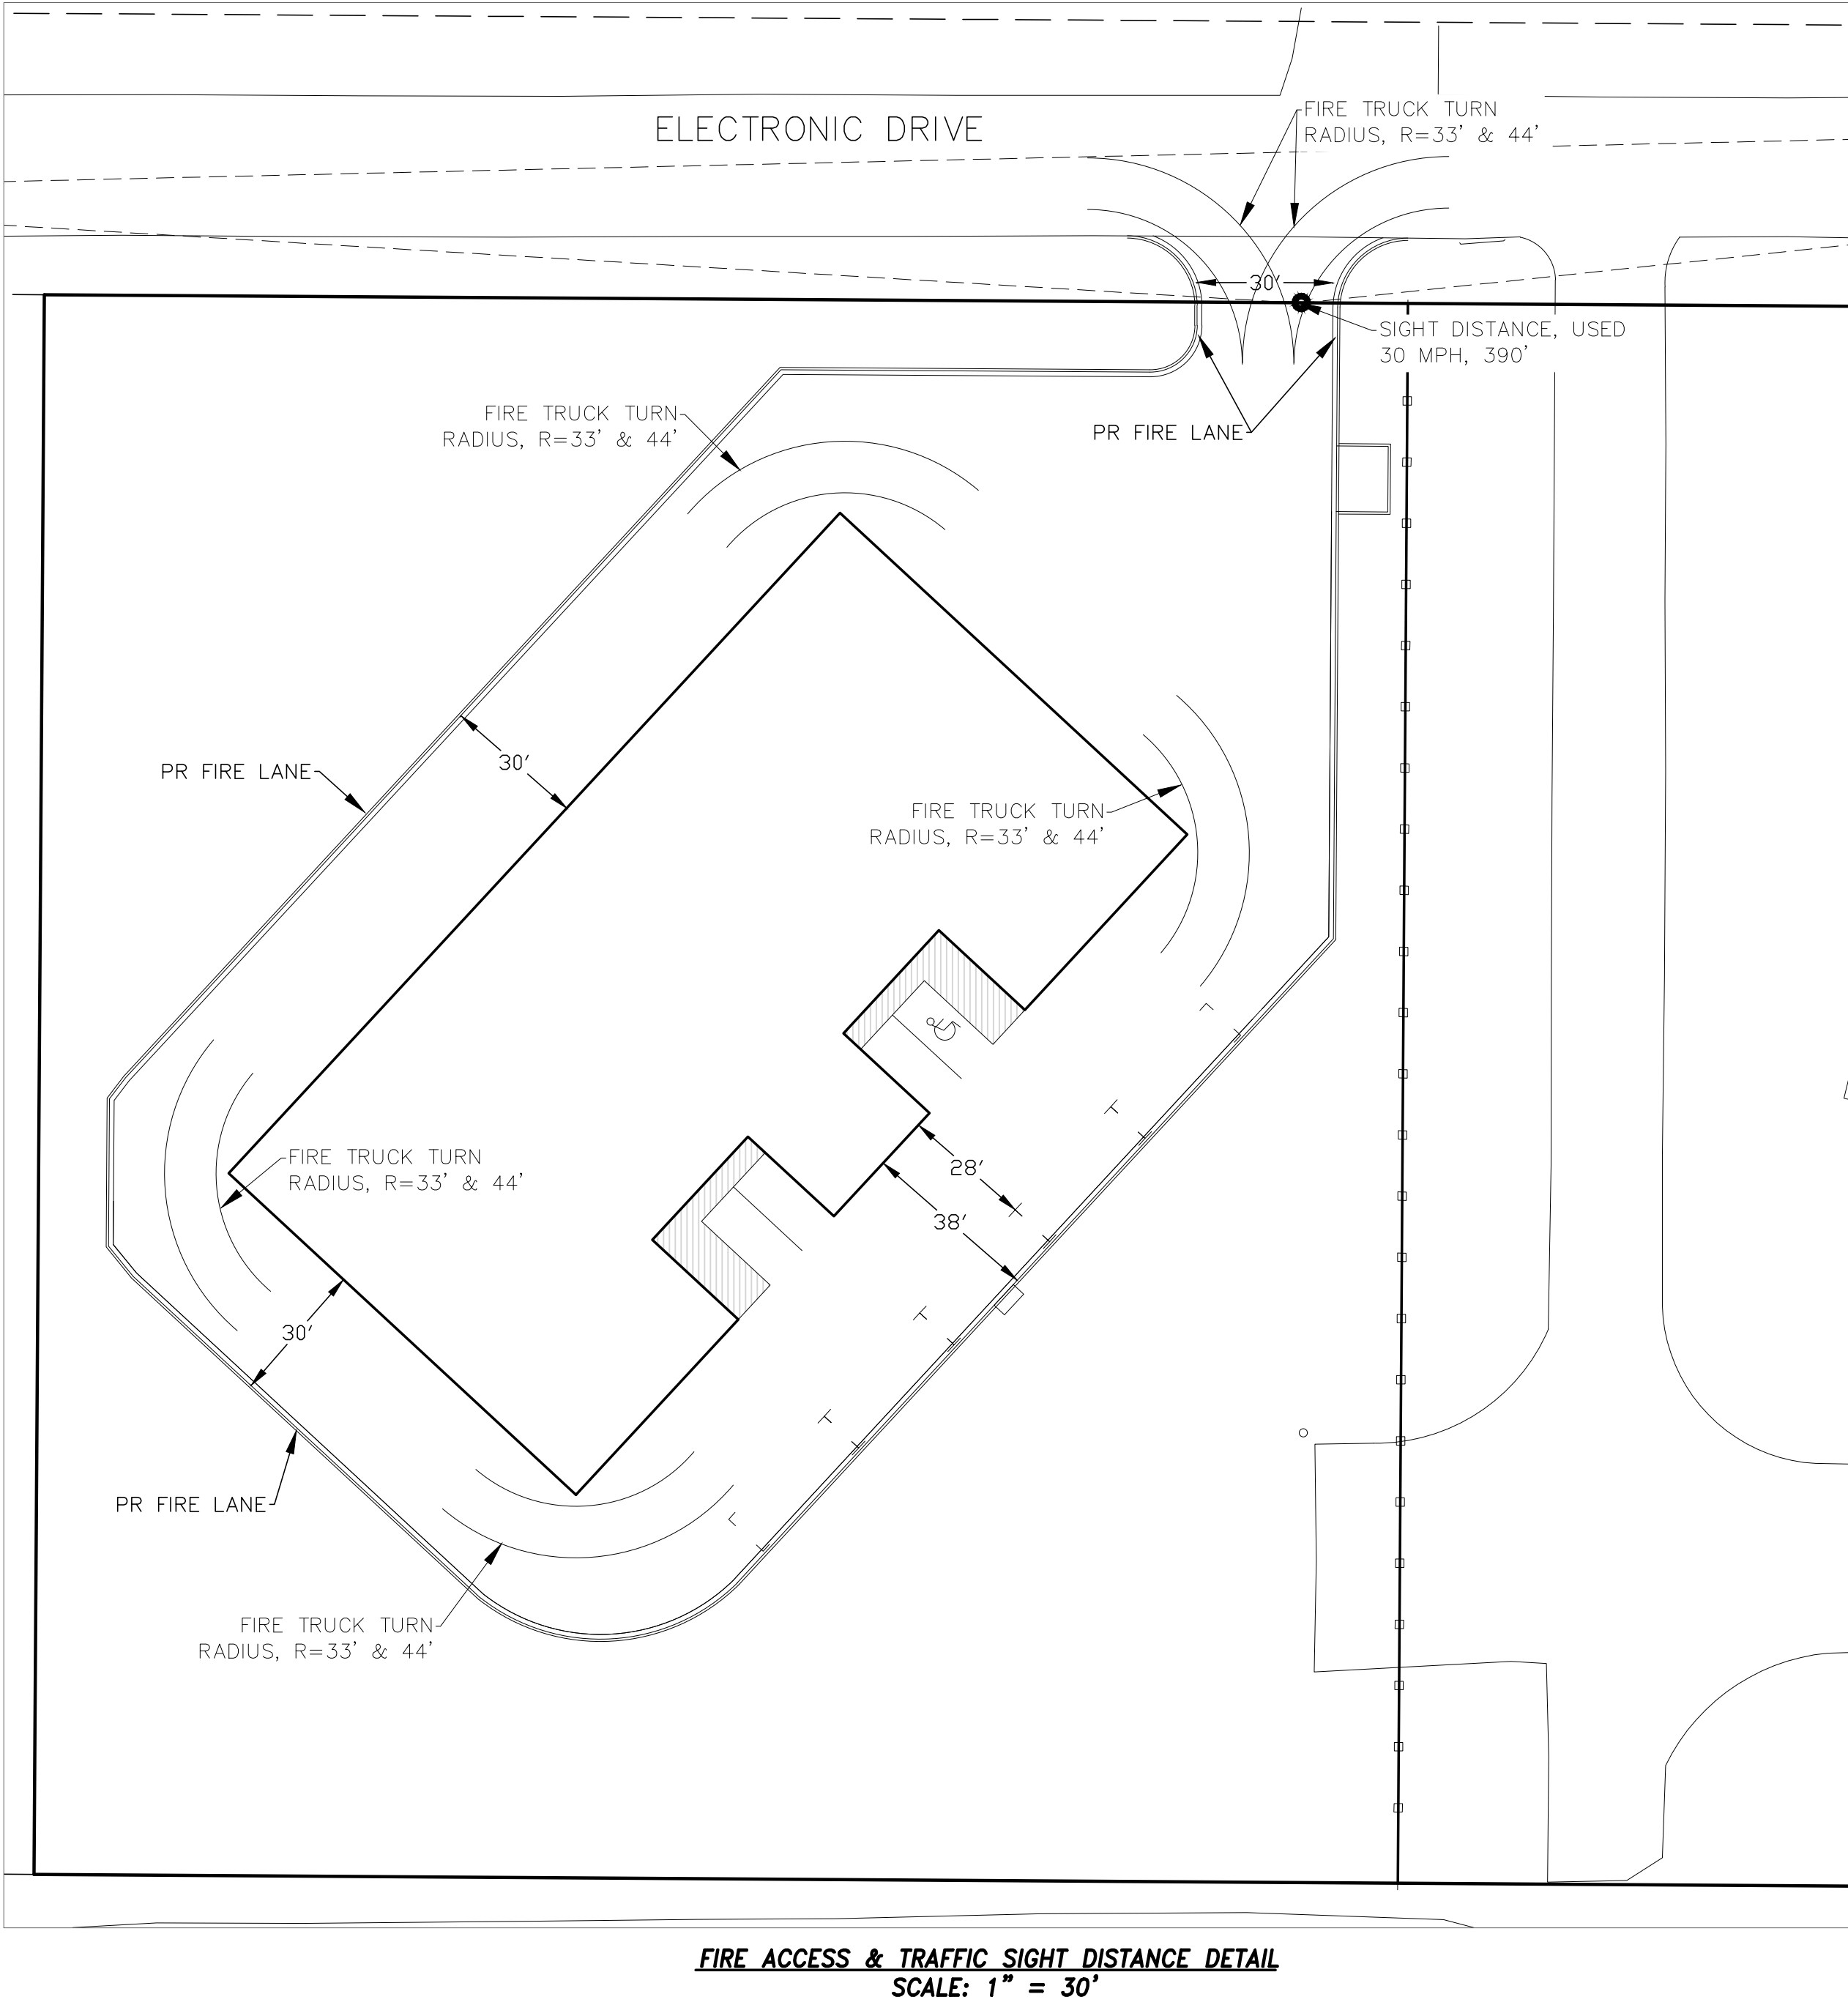 ELECTRONIC DRIVE
FIRE TRUCK TURN
RADIUS, R=33' & 44'
30'
SIGHT DISTANCE, USED
30 MPH, 390'
FIRE TRUCK TURN
RADIUS, R=33' & 44'
PR FIRE LANE
30'
PR FIRE LANE
FIRE TRUCK TURN
RADIUS, R=33' & 44'
FIRE TRUCK TURN
RADIUS, R=33' & 44'
28'
38'
30'
PR FIRE LANE
FIRE TRUCK TURN
RADIUS, R=33' & 44'
FIRE ACCESS & TRAFFIC SIGHT DISTANCE DETAIL
SCALE: 1" = 30'